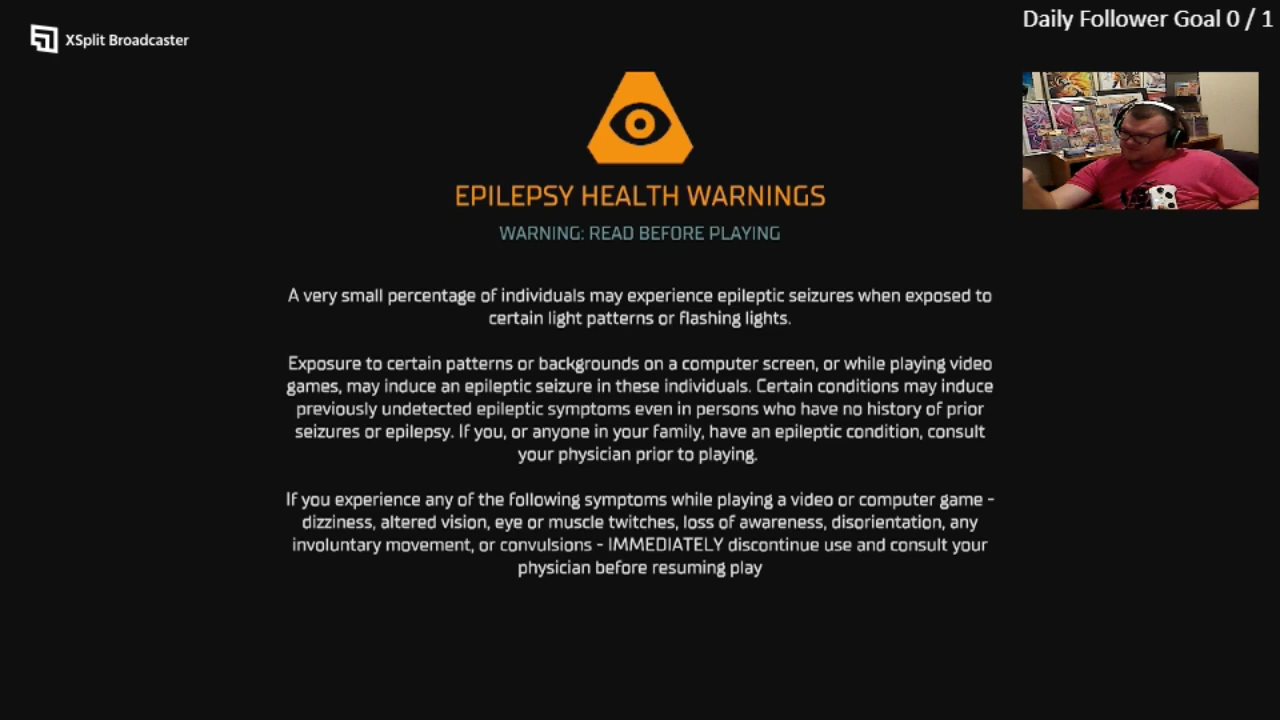 Daily Follower Goal 0 / 1
XSplit Broadcaster
EPILEPSY HEALTH WARNINGS
WARNING: READ BEFORE PLAYING
A very small percentage of individuals may experience epileptic seizures when exposed to
certain light patterns or flashing lights.
Exposure to certain patterns or backgrounds on a computer screen, or while playing video
games, may induce an epileptic seizure in these individuals. Certain conditions may induce
previously undetected epileptic symptoms even in persons who have no history of prior
seizures or epilepsy. If you, or anyone in your family, have an epileptic condition, consult
your physician prior to playing.
If you experience any of the following symptoms while playing a video or computer game -
dizziness, altered vision, eye or muscle twitches, loss of awareness, disorientation, any
involuntary movement, or convulsions - IMMEDIATELY discontinue use and consult your
physician before resuming play